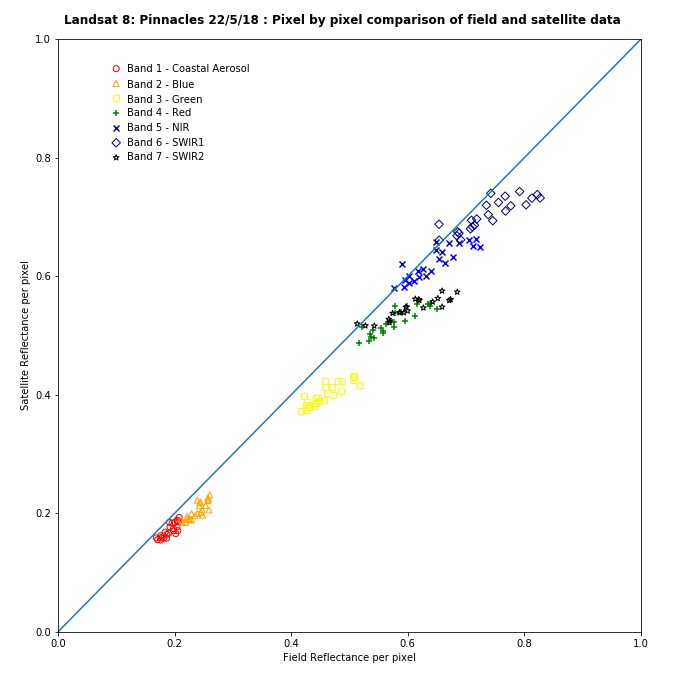 Landsat 8: Pinnacles 22/5/18 : Pixel by pixel comparison of field and satellite data
1.0
0.8
0.6
0.4
0.2
0.0
Satellite Reflectance per pixel
Band 1 - Coastal Aerosol
Band 2 - Blue
Band 3 - Green
Band 4 - Red
Band 5 - NIR
Band 6 - SWIR1
Band 7 - SWIR2
0.0 0.2 0.4 0.6 0.8 1.0
Field Reflectance per pixel